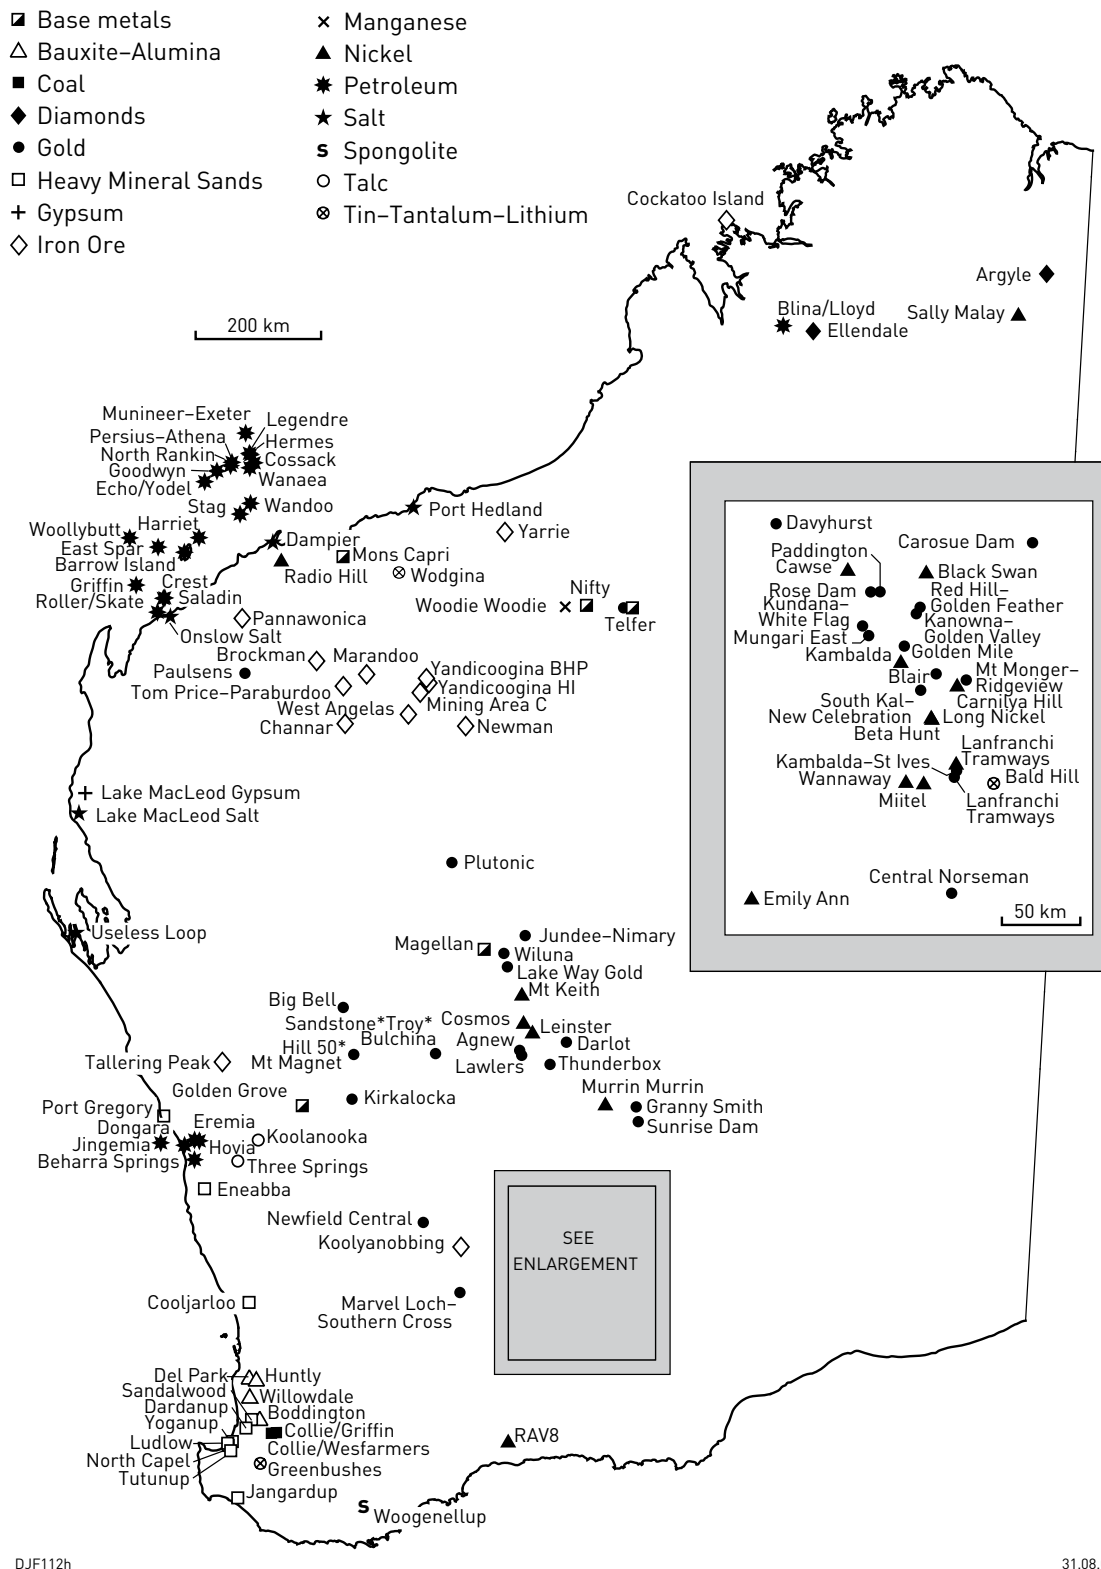 Base metals
Bauxite–Alumina
Coal
Diamonds
Gold
Heavy Mineral Sands
Gypsum
Iron Ore
Manganese
Nickel
Petroleum
Salt
S Spongolite
Talc
Tin–Tantalum–Lithium
200 km
Cockatoo Island
Argyle
Blina/Lloyd
Sally Malay
Ellendale
Munineer–Exeter
Legendre
Persius–Athena
Hermes
North Rankin
Cossack
Goodwyn
Wanaea
Echo/Yodel
Stag
Wandoo
Port Hedland
Woollybutt
Harriet
Yarrie
East Spar
Dampier
Mons Capri
Barrow Island
Radio Hill
Wodgina
Griffin
Crest
Nifty
Roller/Skate
Saladin
Woodie Woodie
Telfer
Pannawonica
Onslow Salt
Brockman
Marandoo
Paulsens
Yandicoogina BHP
Tom Price–Paraburdoo
Yandicoogina HI
West Angelas
Mining Area C
Channar
Newman
Lake MacLeod Gypsum
Lake MacLeod Salt
Plutonic
Useless Loop
Magellan
Jundee–Nimary
Wiluna
Lake Way Gold
Mt Keith
Big Bell
Sandstone*Troy*
Cosmos
Leinster
Hill 50*
Bulchina
Agnew
Darlot
Mt Magnet
Lawlers
Thunderbox
Tallering Peak
Golden Grove
Kirkalocka
Murrin Murrin
Granny Smith
Sunrise Dam
Port Gregory
Dongara
Eremia
Jingemia
Hovia
Koolanooka
Beharra Springs
Three Springs
Eneabba
Newfield Central
Koolyanobbing
SEE
ENLARGEMENT
Cooljarloo
Marvel Loch–
Southern Cross
Del Park
Huntly
Sandalwood
Willowdale
Dardanup
Boddington
Yoganup
Collie/Griffin
Ludlow
Collie/Wesfarmers
North Capel
Greenbushes
Tutunup
Jangardup
RAV8
S
Woogenellup
Davyhurst
Paddington
Carosue Dam
Cawse
Black Swan
Rose Dam
Red Hill–
Golden Feather
Kundana–
White Flag
Kanowna–
Golden Valley
Mungari East
Golden Mile
Kambalda
Blair
Mt Monger–
Ridgeview
South Kal–
New Celebration
Carnilya Hill
Long Nickel
Beta Hunt
Lanfranchi
Tramways
Kambalda–St Ives
Wannaway
Bald Hill
Miitel
Lanfranchi
Tramways
Central Norseman
Emily Ann
50 km
DJF112h
31.08.